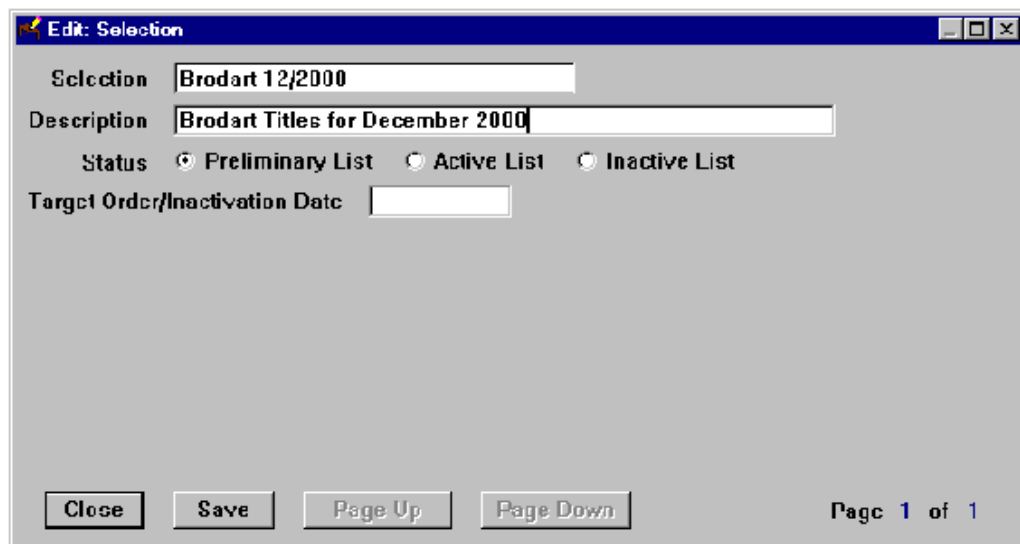 Edit: Selection
Selection Brodart 12/2000
Description Brodart Titles for December 2000
Status Preliminary List Active List Inactive List
Target Order/Inactivation Date
Close Save Page Up Page Down Page 1 of 1